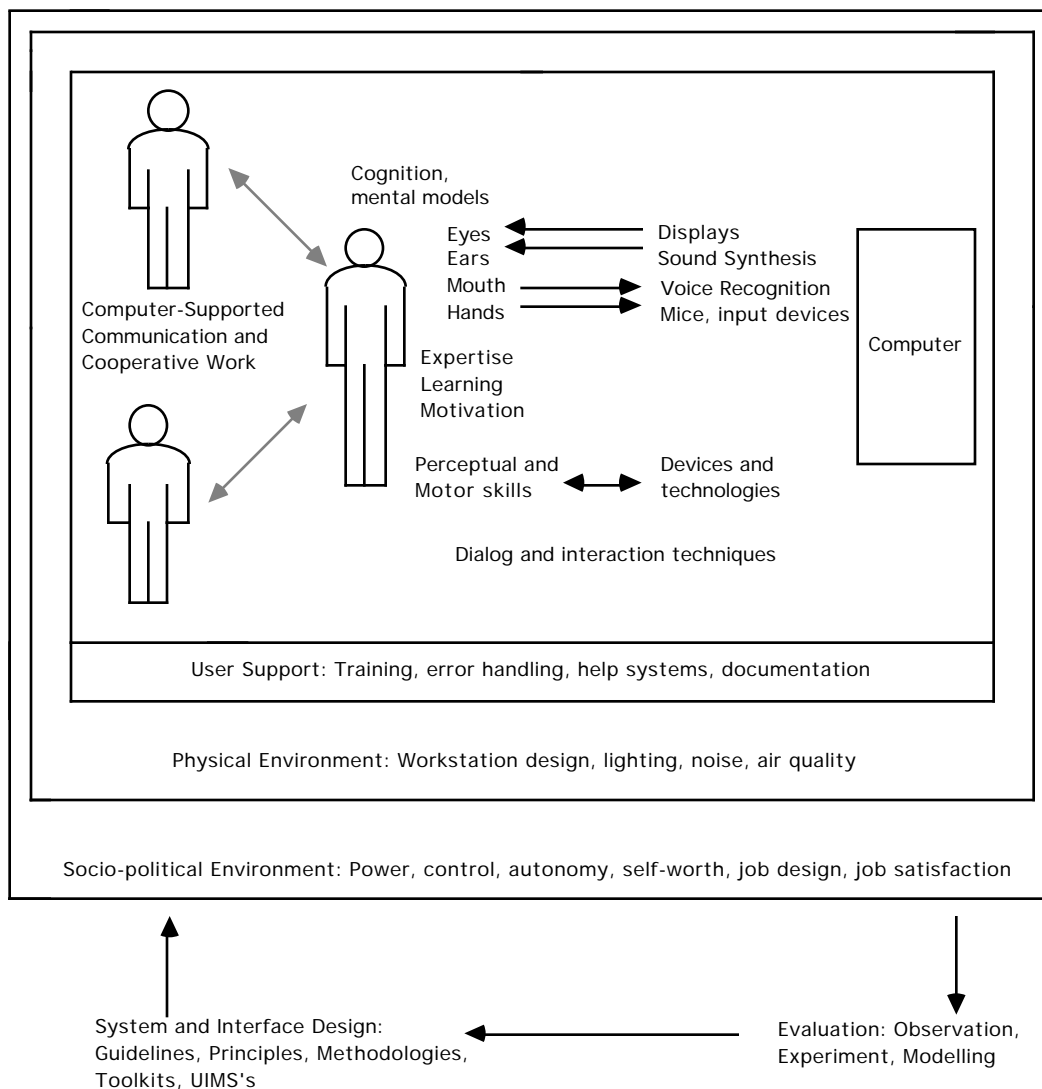 Cognition,
mental models
Eyes
Ears
Mouth
Hands
Displays
Sound Synthesis
Voice Recognition
Mice, input devices
Computer
Computer-Supported
Communication and
Cooperative Work
Expertise
Learning
Motivation
Perceptual and
Motor skills
Devices and
technologies
Dialog and interaction techniques
User Support: Training, error handling, help systems, documentation
Physical Environment: Workstation design, lighting, noise, air quality
Socio-political Environment: Power, control, autonomy, self-worth, job design, job satisfaction
System and Interface Design:
Guidelines, Principles, Methodologies,
Toolkits, UIMS's
Evaluation: Observation,
Experiment, Modelling